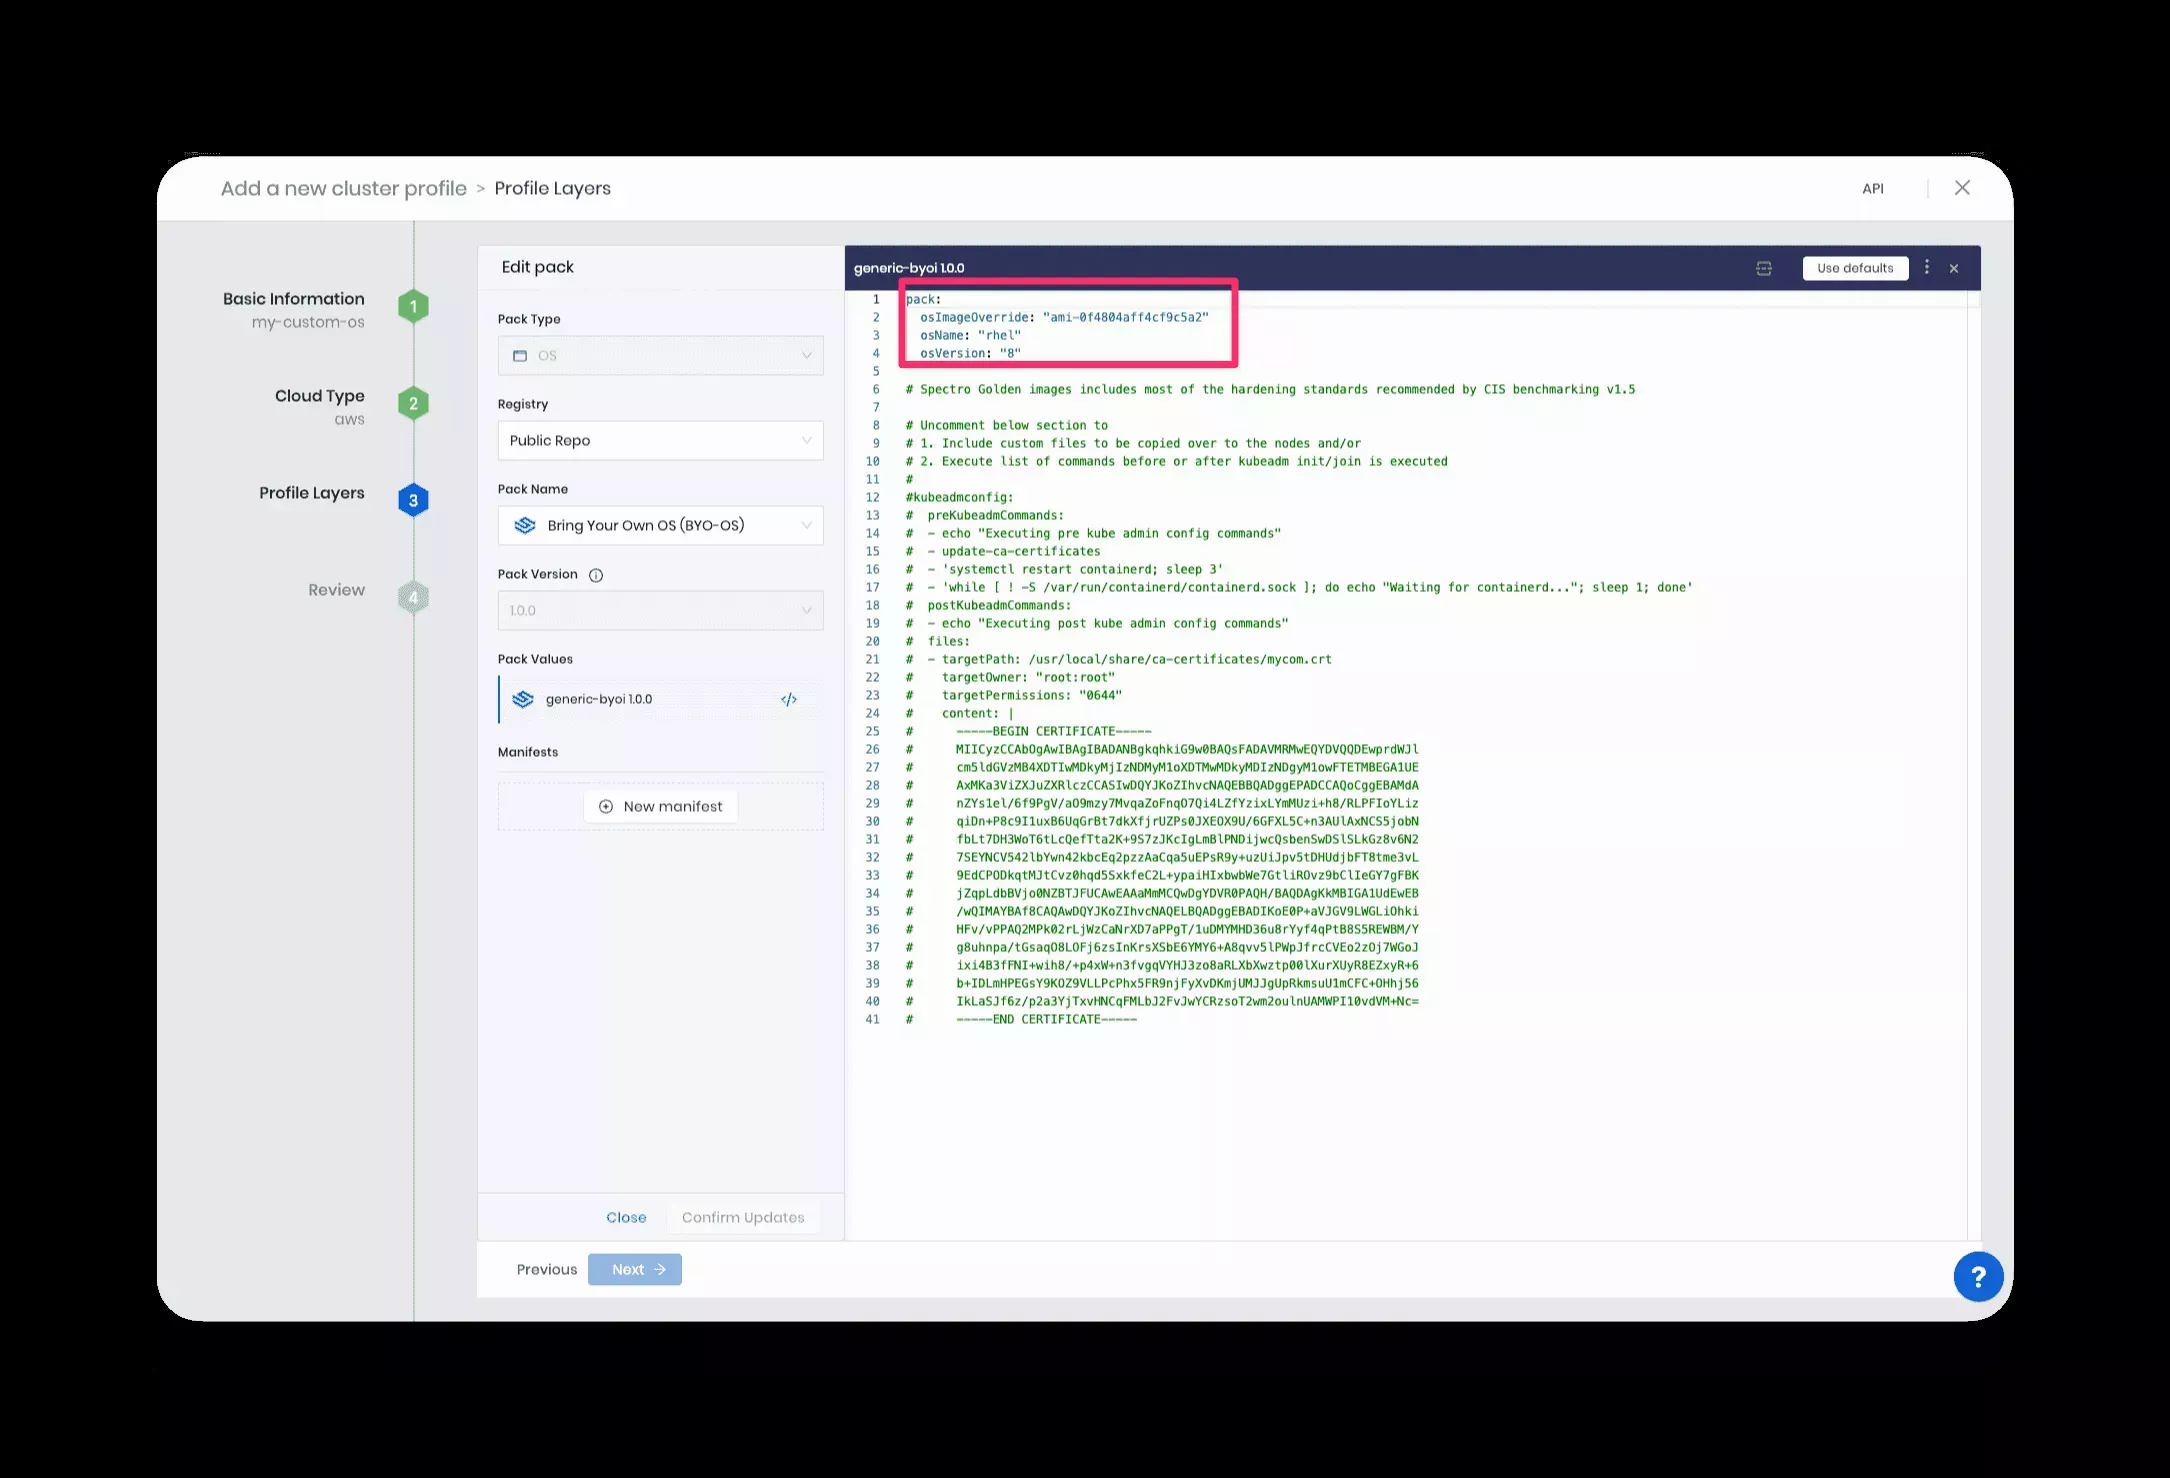 Add a new cluster profile > Profile Layers
API
Basic Information
my-custom-os
1
Cloud Type
aws
2
Profile Layers
3
Review
4
Edit pack
Pack Type
OS
Registry
Public Repo
Pack Name
Bring Your Own OS (BYO-OS)
Pack Version
1.0.0
Pack Values
generic-byoi 1.0.0
Manifests
New manifest
Close
Confirm Updates
Previous
Next
generic-byoi 1.0.0
Use defaults
1 pack:
2 osImageOverride: "ami-0f4804aff4cf9c5a2"
3 osName: "rhel"
4 osVersion: "8"
5
6 # Spectro Golden images includes most of the hardening standards recommended by CIS benchmarking v1.5
7
8 # Uncomment below section to
9 # 1. Include custom files to be copied over to the nodes and/or
10 # 2. Execute list of commands before or after kubeadm init/join is executed
11 #
12 #kubeadmconfig:
13 # preKubeadmCommands:
14 # - echo "Executing pre kube admin config commands"
15 # - update-ca-certificates
16 # - 'systemctl restart containerd; sleep 3'
17 # - 'while [ ! -S /var/run/containerd/containerd.sock ]; do echo "Waiting for containerd..."; sleep 1; done'
18 # postKubeadmCommands:
19 # - echo "Executing post kube admin config commands"
20 # files:
21 # - targetPath: /usr/local/share/ca-certificates/mycom.crt
22 # targetOwner: "root:root"
23 # targetPermissions: "0644"
24 # content: |
25 # -----BEGIN CERTIFICATE-----
26 # MIICyzCCAbOgAwIBAgIBADANBgkqhkiG9w0BAQsFADAVMRMwEQYDVQQDEwprdWJl
27 # cm5ldGVzMB4XDTIwMDkyMjIzNDMyM1oXDTMwMDkyMDIzNDgyM1owFTETMBEGA1UE
28 # AxMKa3ViZXJuZXRlczCCASIwDQYJKoZIhvcNAQEBBQADggEPADCCAQoCggEBAMdA
29 # nZYs1el/6f9PgV/aO9mzy7MvqaZoFnqO7Qi4LZfYzixLYmMUzi+h8/RLPFIoYLiz
30 # qiDn+P8c9I1uxB6UqGrBt7dkXfjrUZPs0JXEOX9U/6GFXL5C+n3AUlAxNCS5jobN
31 # fbLt7DH3WoT6tLcQefTta2K+9S7zJKcIgLmBlPNDijwcQsbenSwDSlSLkGz8v6N2
32 # 7SEYNCV542lbYwn42kbcEq2pzzAaCqa5uEPsR9y+uzUiJpv5tDHUdjbFT8tme3vL
33 # 9EdCPODkqtMJtCvz0hqd5SxkfeC2L+ypaiHIxbwbWe7GtliROvz9bClIeGY7gFBK
34 # jZqpLdbBVjo0NZBTJFUCAwEAAaMmMCQwDgYDVR0PAQH/BAQDAgKkMBIGA1UdEwEB
35 # /wQIMAYBAf8CAQAwDQYJKoZIhvcNAQELBQADggEBADIKoE0P+aVJGV9LWGLiOhki
36 # HFv/vPPAQ2MPk02rLjWzCaNrXD7aPPgT/1uDMYMHD36u8rYyf4qPtB8S5REWBM/Y
37 # g8uhnpa/tGsaqO8LOFj6zsInKrsXSbE6YMY6+A8qvv5lPWpJfrcCVEo2zOj7WGoJ
38 # ixi4B3fFNI+wih8/+p4xW+n3fvgqVYHJ3zo8aRLXbXwztp00lXurXUyR8EZxyR+6
39 # b+IDLmHPEGsY9KOZ9VLLPcPhx5FR9njFyXvDKmjUMJJgUpRkmsuU1mCFC+OHhj56
40 # IkLaSJf6z/p2a3YjTxvHNCqFMLbJ2FvJwYCRzsoT2wm2oulnUAMWPI10vdVM+Nc=
41 # -----END CERTIFICATE-----
?